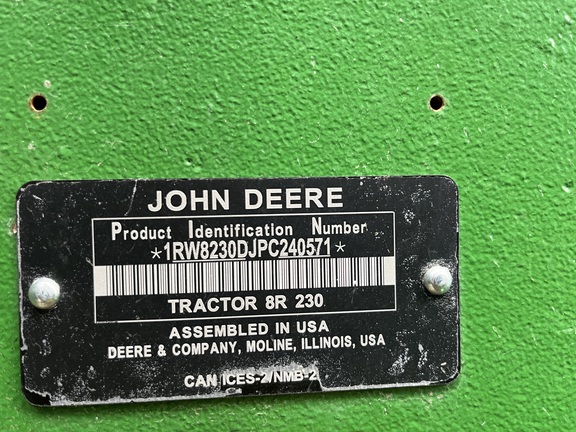 JOHN DEERE
Product Identification Number
*1RW8230DJPC240571*
TRACTOR 8R 230
ASSEMBLED IN USA
DEERE & COMPANY, MOLINE, ILLINOIS, USA
CAN ICES-2/NMB-2